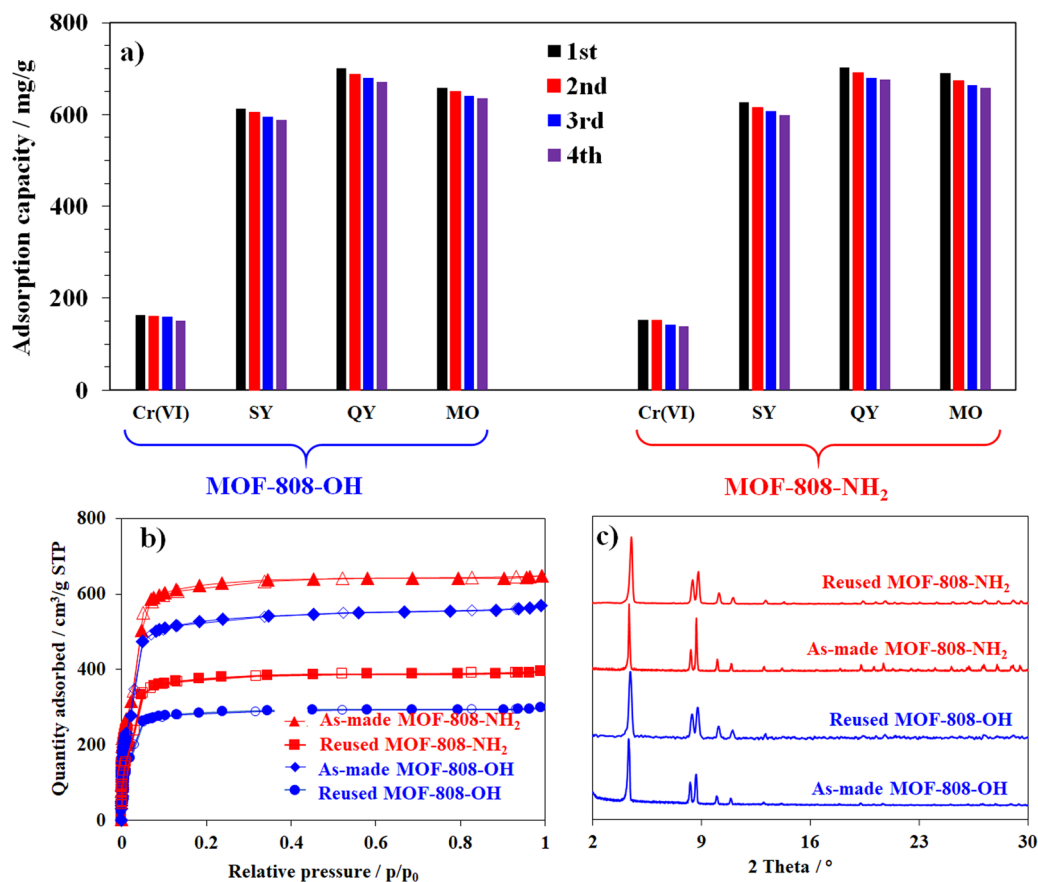 a)
Adsorption capacity / mg/g
800
600
400
200
0
1st
2nd
3rd
4th
Cr(VI) SY QY MO Cr(VI) SY QY MO
MOF-808-OH MOF-808-NH₂
b)
Quantity adsorbed / cm³/g STP
800
600
400
200
0
As-made MOF-808-NH₂
Reused MOF-808-NH₂
As-made MOF-808-OH
Reused MOF-808-OH
0 0.2 0.4 0.6 0.8 1
Relative pressure / p/p₀
c)
Reused MOF-808-NH₂
As-made MOF-808-NH₂
Reused MOF-808-OH
As-made MOF-808-OH
2 9 16 23 30
2 Theta / °